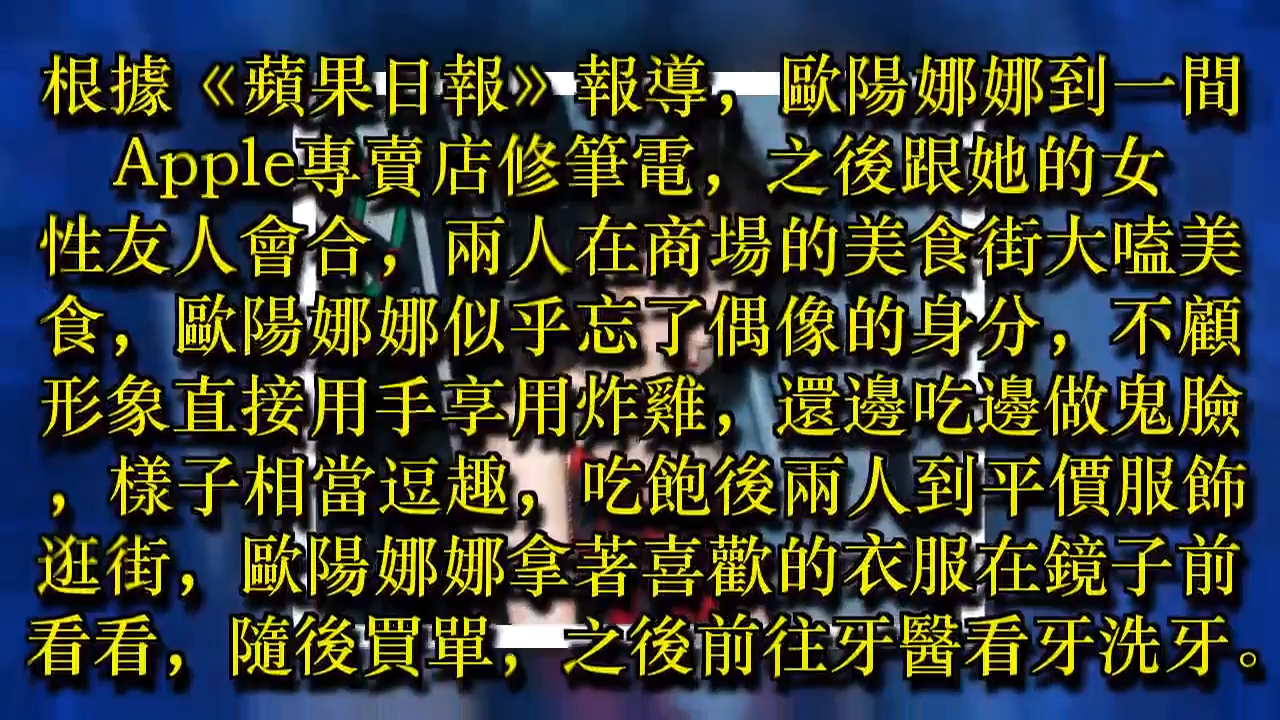 根據《蘋果日報》報導，歐陽娜娜到一間
Apple專賣店修筆電，之後跟她的女
性友人會合，兩人在商場的美食街大嗑美
食，歐陽娜娜似乎忘了偶像的身分，不顧
形象直接用手享用炸雞，還邊吃邊做鬼臉
，樣子相當逗趣，吃飽後兩人到平價服飾
逛街，歐陽娜娜拿著喜歡的衣服在鏡子前
看看，隨後買單，之後前往牙醫看牙洗牙。